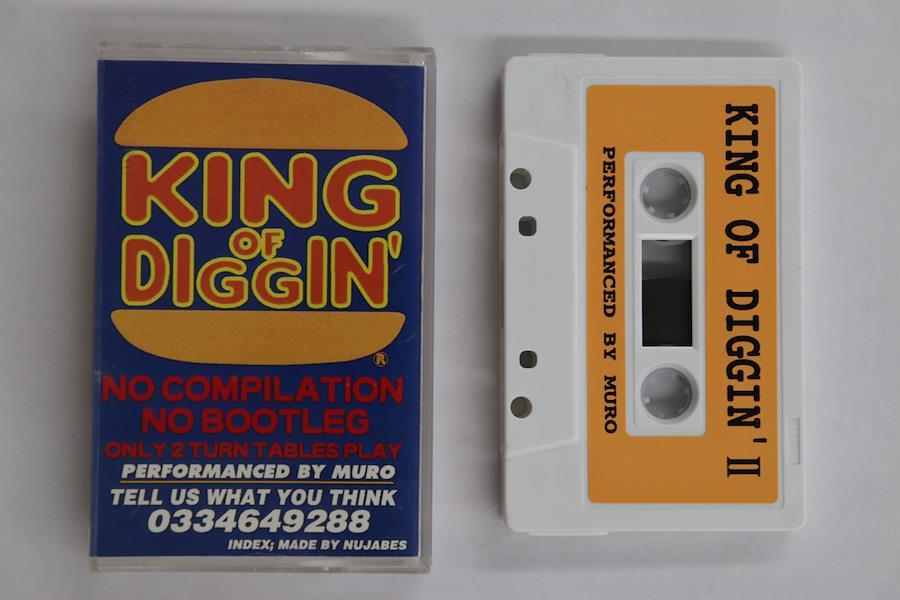 KING
OF
DIGGIN'
®
NO COMPILATION
NO BOOTLEG
ONLY 2 TURN TABLES PLAY
PERFORMANCED BY MURO
TELL US WHAT YOU THINK
0334649288
INDEX; MADE BY NUJABES
KING OF DIGGIN' II
PERFORMANCED BY MURO